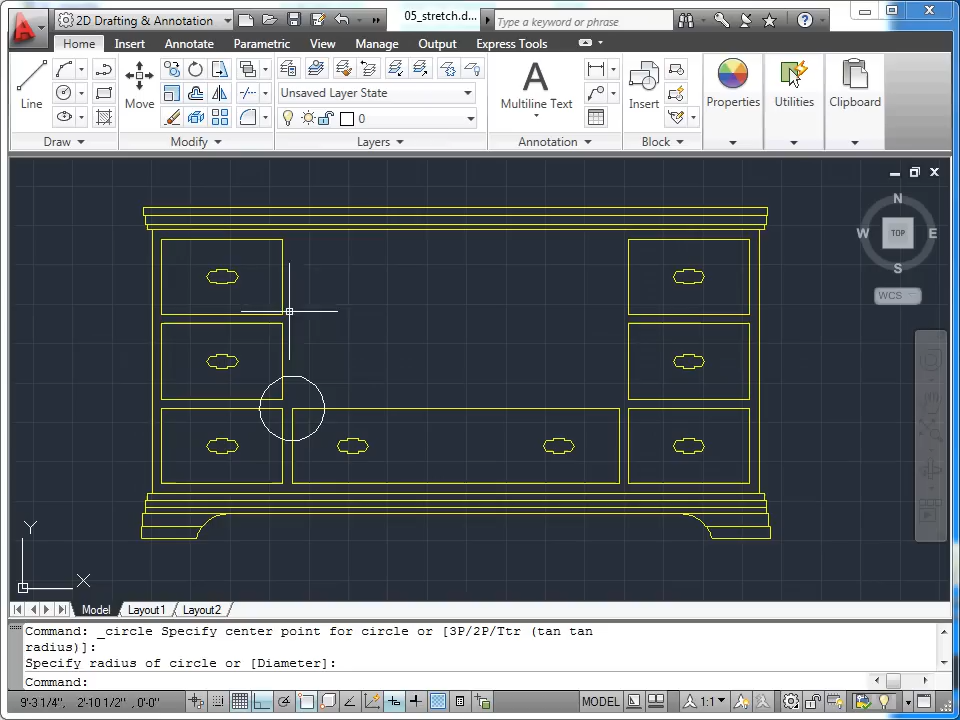 2D Drafting & Annotation
05_stretch.d...
Type a keyword or phrase
Home Insert Annotate Parametric View Manage Output Express Tools
Line
Move
Unsaved Layer State
0
Multiline Text
Insert
Properties
Utilities
Clipboard
Draw
Modify
Layers
Annotation
Block
N
W
TOP
E
S
WCS
Y
X
Model Layout1 Layout2
Command: _circle Specify center point for circle or [3P/2P/Ttr (tan tan
radius)]:
Specify radius of circle or [Diameter]:
Command:
9'-3 1/4", 2'-10 1/2" , 0'-0"
MODEL
1:1